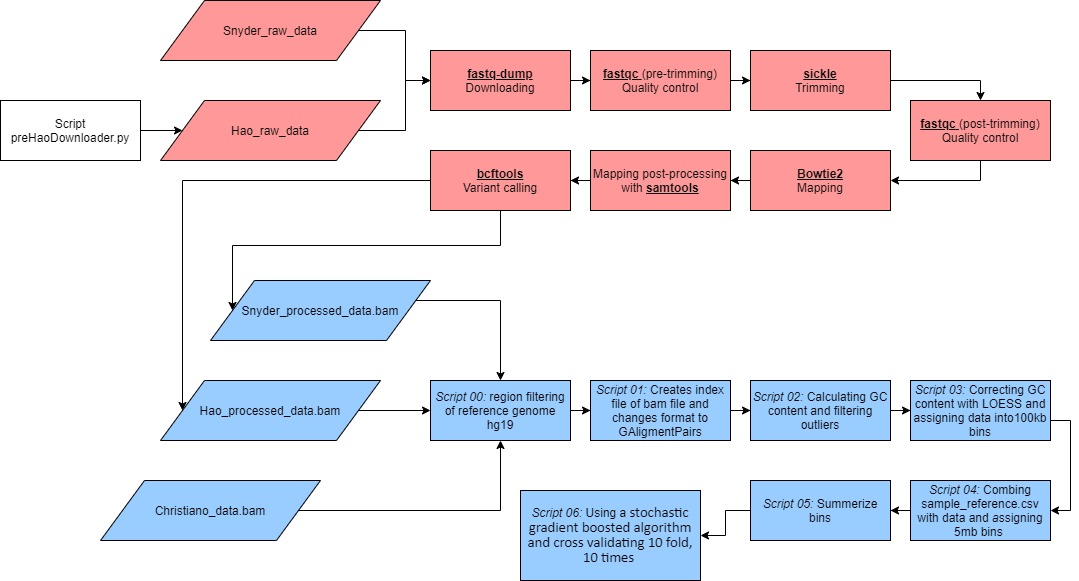 Snyder_raw_data
Script
preHaoDownloader.py
Hao_raw_data
fastq-dump
Downloading
fastqc (pre-trimming)
Quality control
sickle
Trimming
fastqc (post-trimming)
Quality control
Bowtie2
Mapping
Mapping post-processing
with samtools
bcftools
Variant calling
Snyder_processed_data.bam
Hao_processed_data.bam
Christiano_data.bam
Script 00: region filtering
of reference genome
hg19
Script 01: Creates index
file of bam file and
changes format to
GAligmentPairs
Script 02: Calculating GC
content and filtering
outliers
Script 03: Correcting GC
content with LOESS and
assigning data into100kb
bins
Script 04: Combing
sample_reference.csv
with data and assigning
5mb bins
Script 05: Summerize
bins
Script 06: Using a stochastic
gradient boosted algorithm
and cross validating 10 fold,
10 times